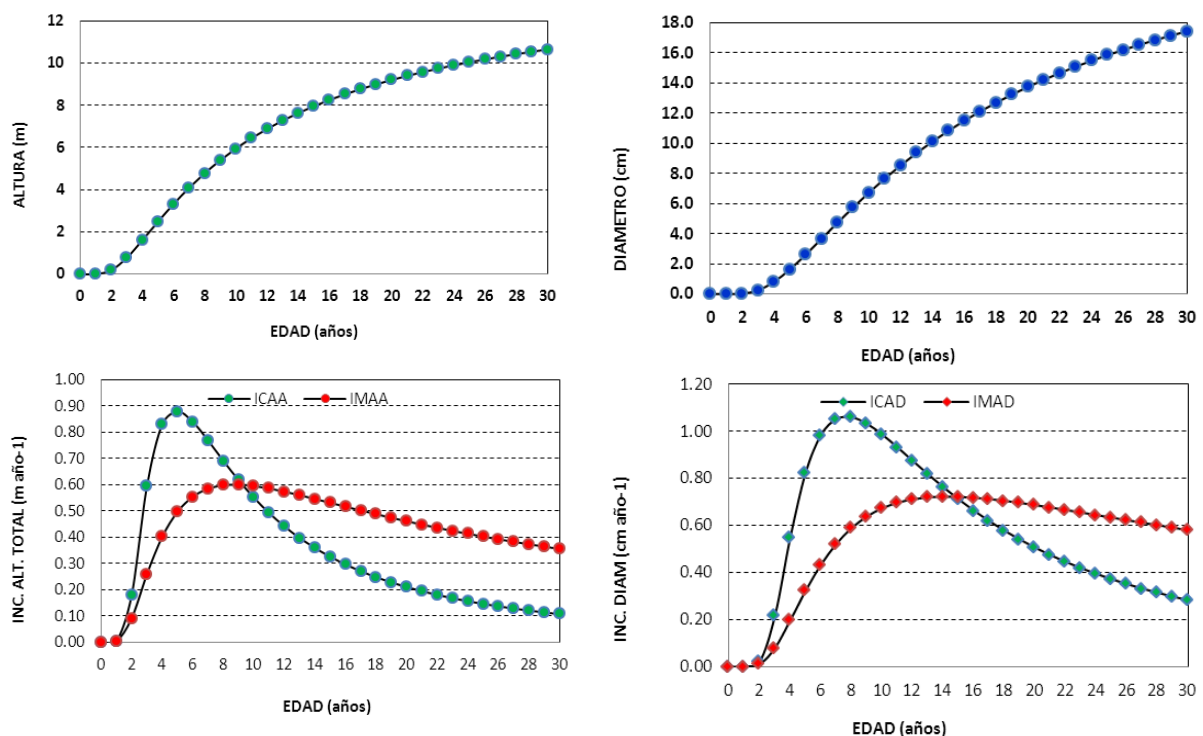 12
10
8
6
4
2
0
ALTURA (m)
0 2 4 6 8 10 12 14 16 18 20 22 24 26 28 30
EDAD (años)
18.0
16.0
14.0
12.0
10.0
8.0
6.0
4.0
2.0
0.0
DIAMETRO (cm)
0 2 4 6 8 10 12 14 16 18 20 22 24 26 28 30
EDAD (años)
1.00
0.90
0.80
0.70
0.60
0.50
0.40
0.30
0.20
0.10
0.00
INC. ALT. TOTAL (m año-1)
ICAA IMAA
0 2 4 6 8 10 12 14 16 18 20 22 24 26 28 30
EDAD (años)
1.20
1.00
0.80
0.60
0.40
0.20
0.00
INC. DIAM (cm año-1)
ICAD IMAD
0 2 4 6 8 10 12 14 16 18 20 22 24 26 28 30
EDAD (años)